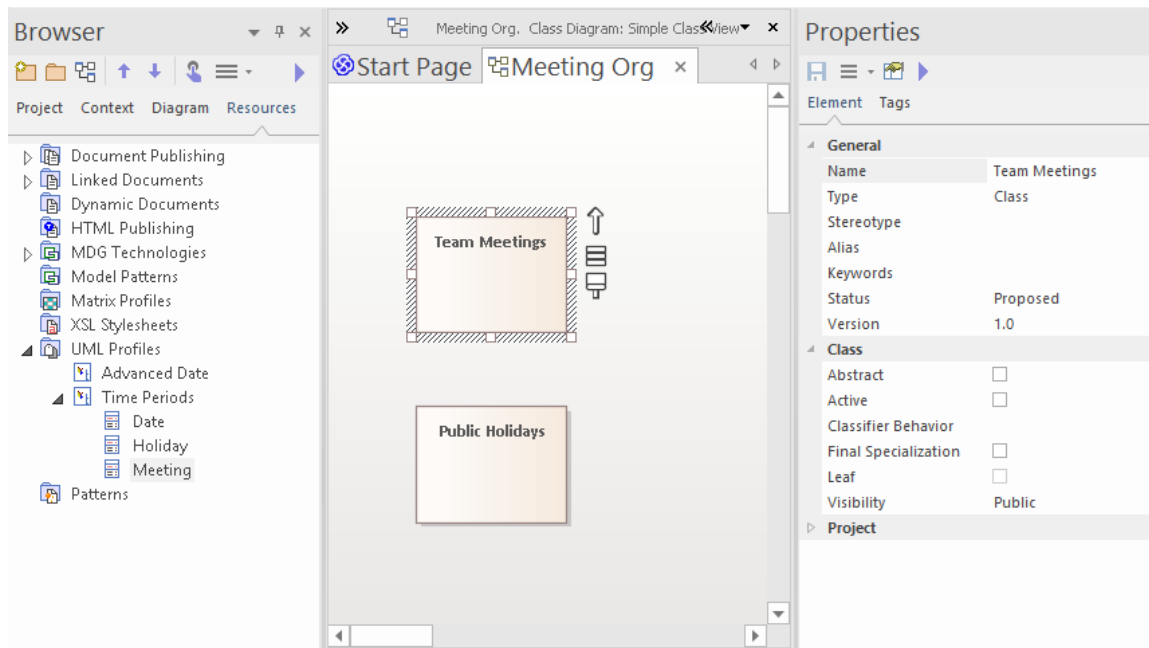 Browser
Project Context Diagram Resources
Document Publishing
Linked Documents
Dynamic Documents
HTML Publishing
MDG Technologies
Model Patterns
Matrix Profiles
XSL Stylesheets
UML Profiles
Advanced Date
Time Periods
Date
Holiday
Meeting
Patterns
Meeting Org. Class Diagram: Simple Class View
Start Page Meeting Org
Team Meetings
Public Holidays
Properties
Element Tags
General
Name Team Meetings
Type Class
Stereotype
Alias
Keywords
Status Proposed
Version 1.0
Class
Abstract
Active
Classifier Behavior
Final Specialization
Leaf
Visibility Public
Project